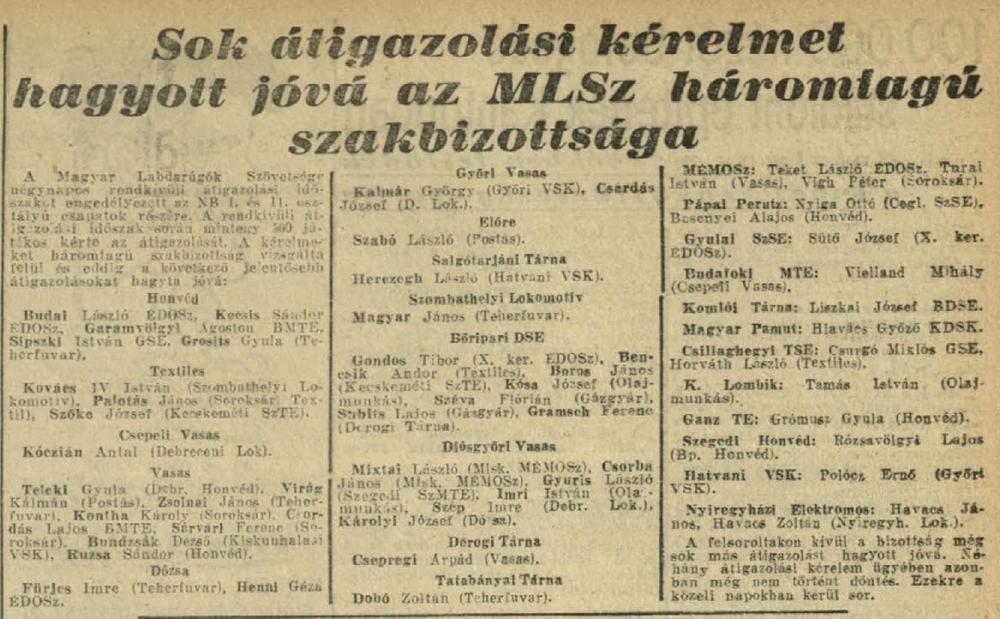 Sok átigazolási kérelmet
hagyott jóvá az MLSz háromtagú
szakbizottsága
A Magyar Labdarúgók Szövetsége
négynapos rendkívüli átigazolási idő-
szakot engedélyezett az NB I. és II. osz-
tályú csapatok részére. A rendkívüli át-
igazolási időszak során mintegy 500 já-
tékos kérte az átigazolását. A kérelme-
ket háromtagú szakbizottság vizsgálta
felül és eddig a következő jelentősebb
átigazolásokat hagyta jóvá:
Honvéd
Budai László ÉDOSz, Kocsis Sándor
ÉDOSz, Garamvölgyi Ágoston BMTE,
Sipszki István GSE, Grosits Gyula (Te-
herfuvar).
Textiles
Kovács IV István (Szombathelyi Lo-
komotív), Palotás János (Soroksári Tex-
til), Szőke József (Kecskeméti SzTE).
Csepeli Vasas
Kóczián Antal (Debreceni Lok).
Vasas
Teleki Gyula (Debr. Honvéd), Virág
Kálmán (Postás), Zsolnai János (Teher-
fuvar), Kontha Károly (Soroksár), Csor-
dás Lajos BMTE, Sárvári Ferenc (So-
roksár), Bundzsák Dezső (Kiskunhalasi
VSK), Ruzsa Sándor (Honvéd).
Dózsa
Fürjes Imre (Teherfuvar), Henni Géza
ÉDOSz.
Győri Vasas
Kalmár György (Győri VSK), Csárdás
József (D. Lok.).
Előre
Szabó László (Postás).
Salgótarjáni Tárna
Herczegh László (Hatvani VSK).
Szombathelyi Lokomotív
Magyar János (Teherfuvar).
Bőripari DSE
Gondos Tibor (X. ker. ÉDOSz), Ben-
csik Andor (Textiles), Boros János
(Kecskeméti SzTE), Kósa József (Olaj-
munkás), Széva Flórián (Gázgyár),
Sublis Lajos (Gázgyár), Gramsch Ferenc
(Dorogi Tárna).
Diósgyőri Vasas
Mixtai László (Misk. MÉMOSz), Csorba
János (Misk. MÉMOSz), Gyuris László
(Szegedi SzMTE), Imri István (Olaj-
munkás), Szép Imre (Debr. Lok.),
Károlyi József (Dózsa).
Dorogi Tárna
Csepregi Árpád (Vasas).
Tatabányai Tárna
Dobó Zoltán (Teherfuvar).
MÉMOSz: Teket László ÉDOSz, Turai
István (Vasas), Vigh Péter (Soroksár).
Pápai Perutz: Nyiga Ottó (Cegl. SzSE),
Besenyei Alajos (Honvéd).
Gyulai SzSE: Sütő József (X. ker.
ÉDOSz).
Budafoki MTE: Vielland Mihály
(Csepeli Vasas).
Komlói Tárna: Liszkai József BDSE.
Magyar Pamut: Hlavács Győző KDSK.
Csillaghegyi TSE: Csurgó Miklós GSE,
Horváth László (Textiles).
K. Lombik: Tamás István (Olaj-
munkás).
Ganz TE: Grómusz Gyula (Honvéd).
Szegedi Honvéd: Rózsavölgyi Lajos
(Bp. Honvéd).
Hatvani VSK: Polócz Ernő (Győri
VSK).
Nyíregyházi Elektromos: Havacs Já-
nos, Havacs Zoltán (Nyíregyh. Lok.).
A felsoroltakon kívül a bizottság még
sok más átigazolást hagyott jóvá. Né-
hány átigazolási kérelem ügyében azon-
ban még nem történt döntés. Ezekre a
közeli napokban kerül sor.